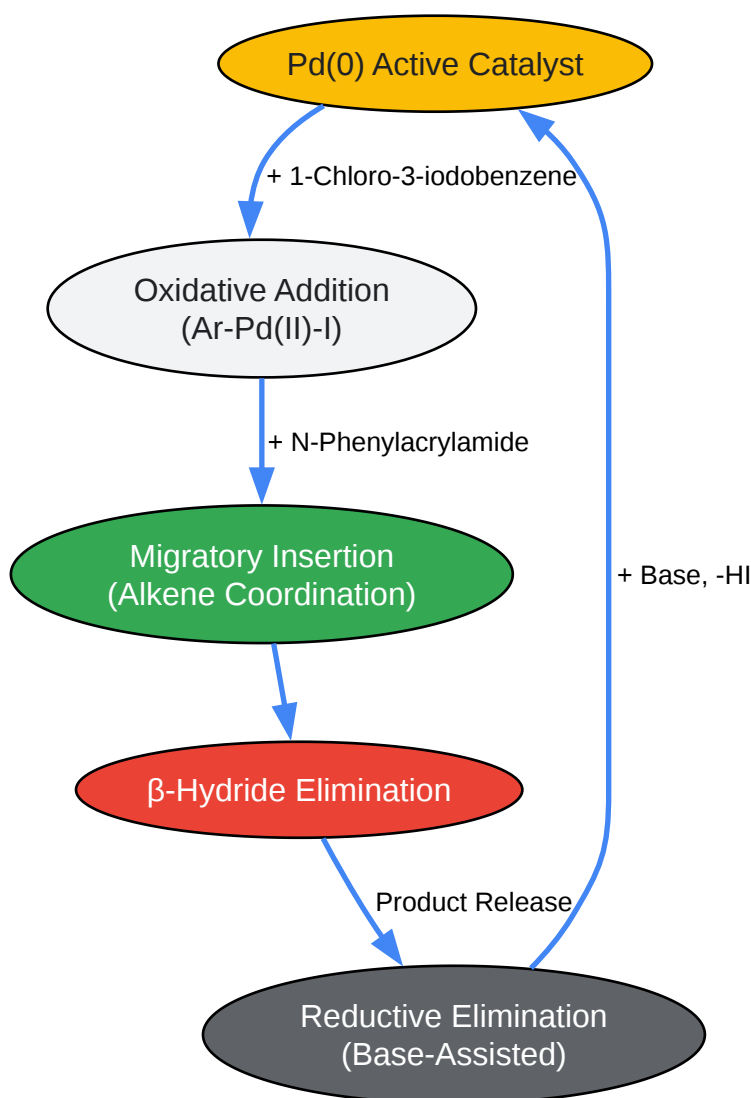 Pd(0) Active Catalyst
+ 1-Chloro-3-iodobenzene
Oxidative Addition
(Ar-Pd(II)-I)
+ N-Phenylacrylamide
Migratory Insertion
(Alkene Coordination)
+ Base, -HI
β-Hydride Elimination
Product Release
Reductive Elimination
(Base-Assisted)